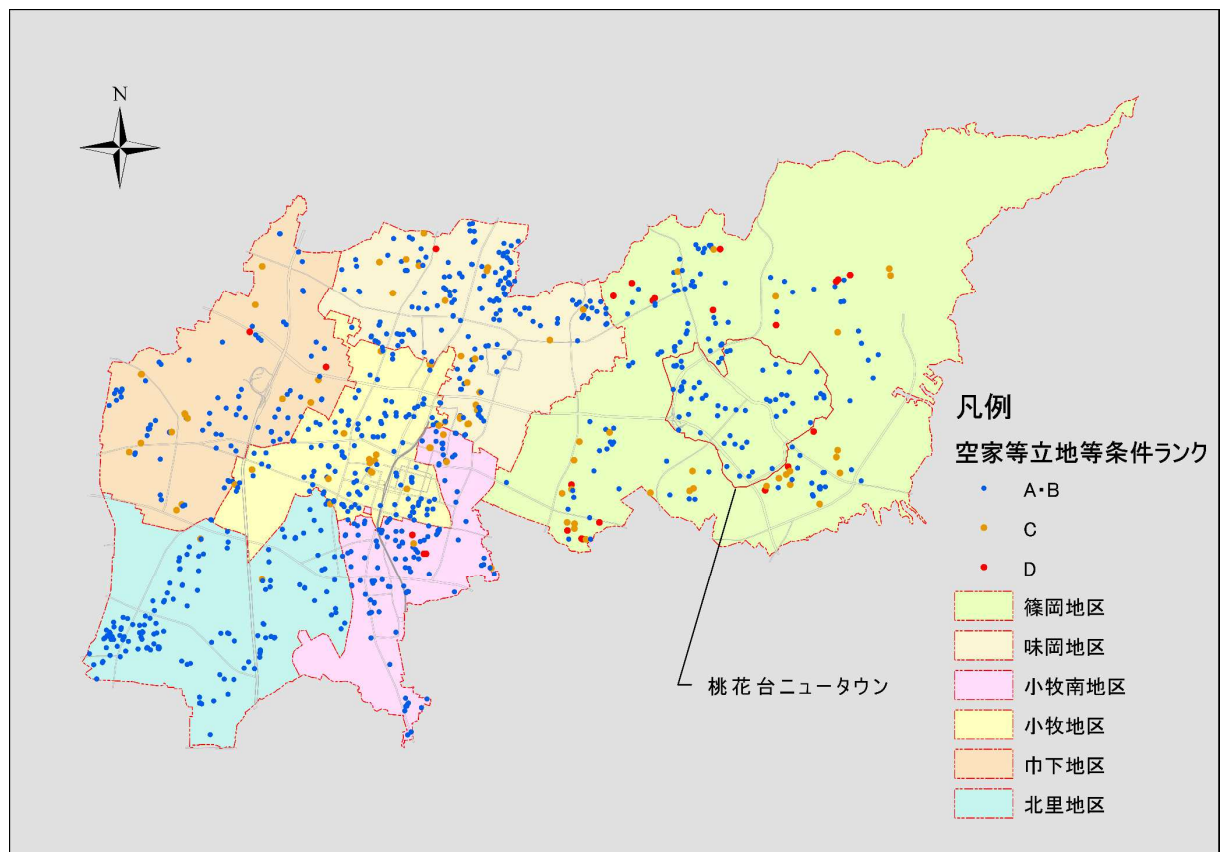 N
凡例
空家等立地等条件ランク
A・B
C
D
篠岡地区
味岡地区
小牧南地区
小牧地区
巾下地区
北里地区
桃花台ニュータウン